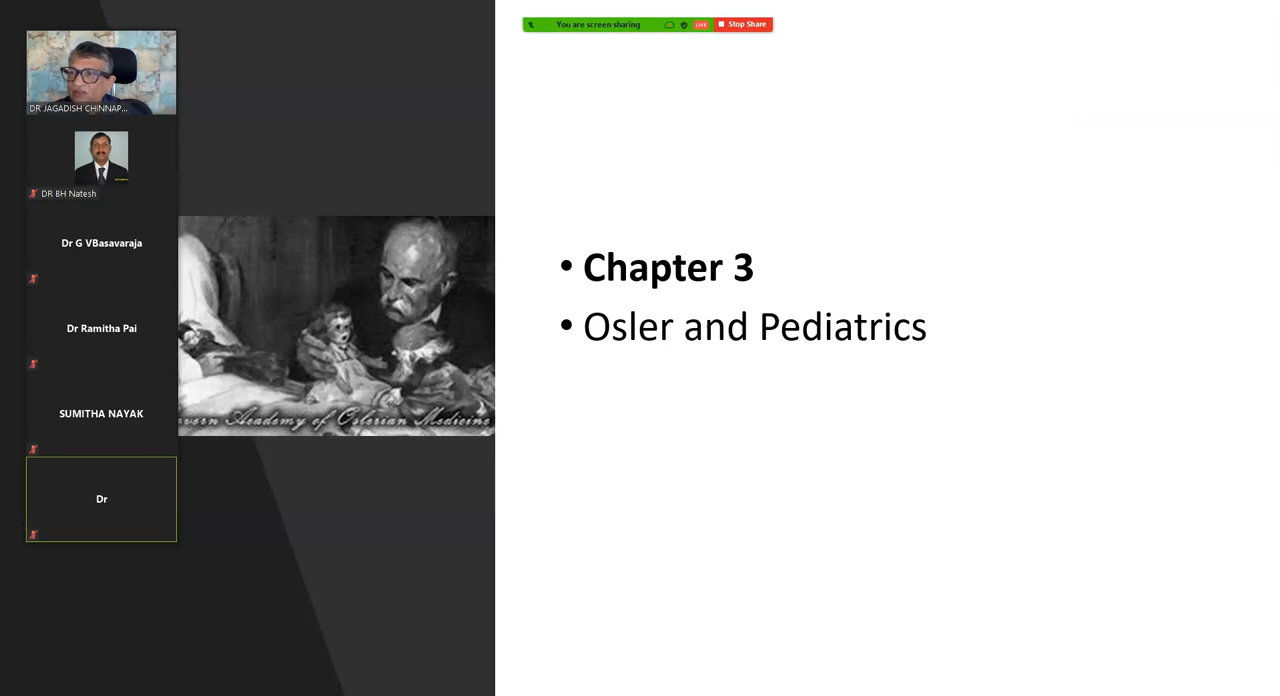 You are screen sharing
LIVE
Stop Share
DR JAGADISH CHINNAP...
DR BH Natesh
Dr G VBasavaraja
Dr Ramitha Pai
SUMITHA NAYAK
Dr
vern Academy of Oslerian Medicine
• Chapter 3
• Osler and Pediatrics